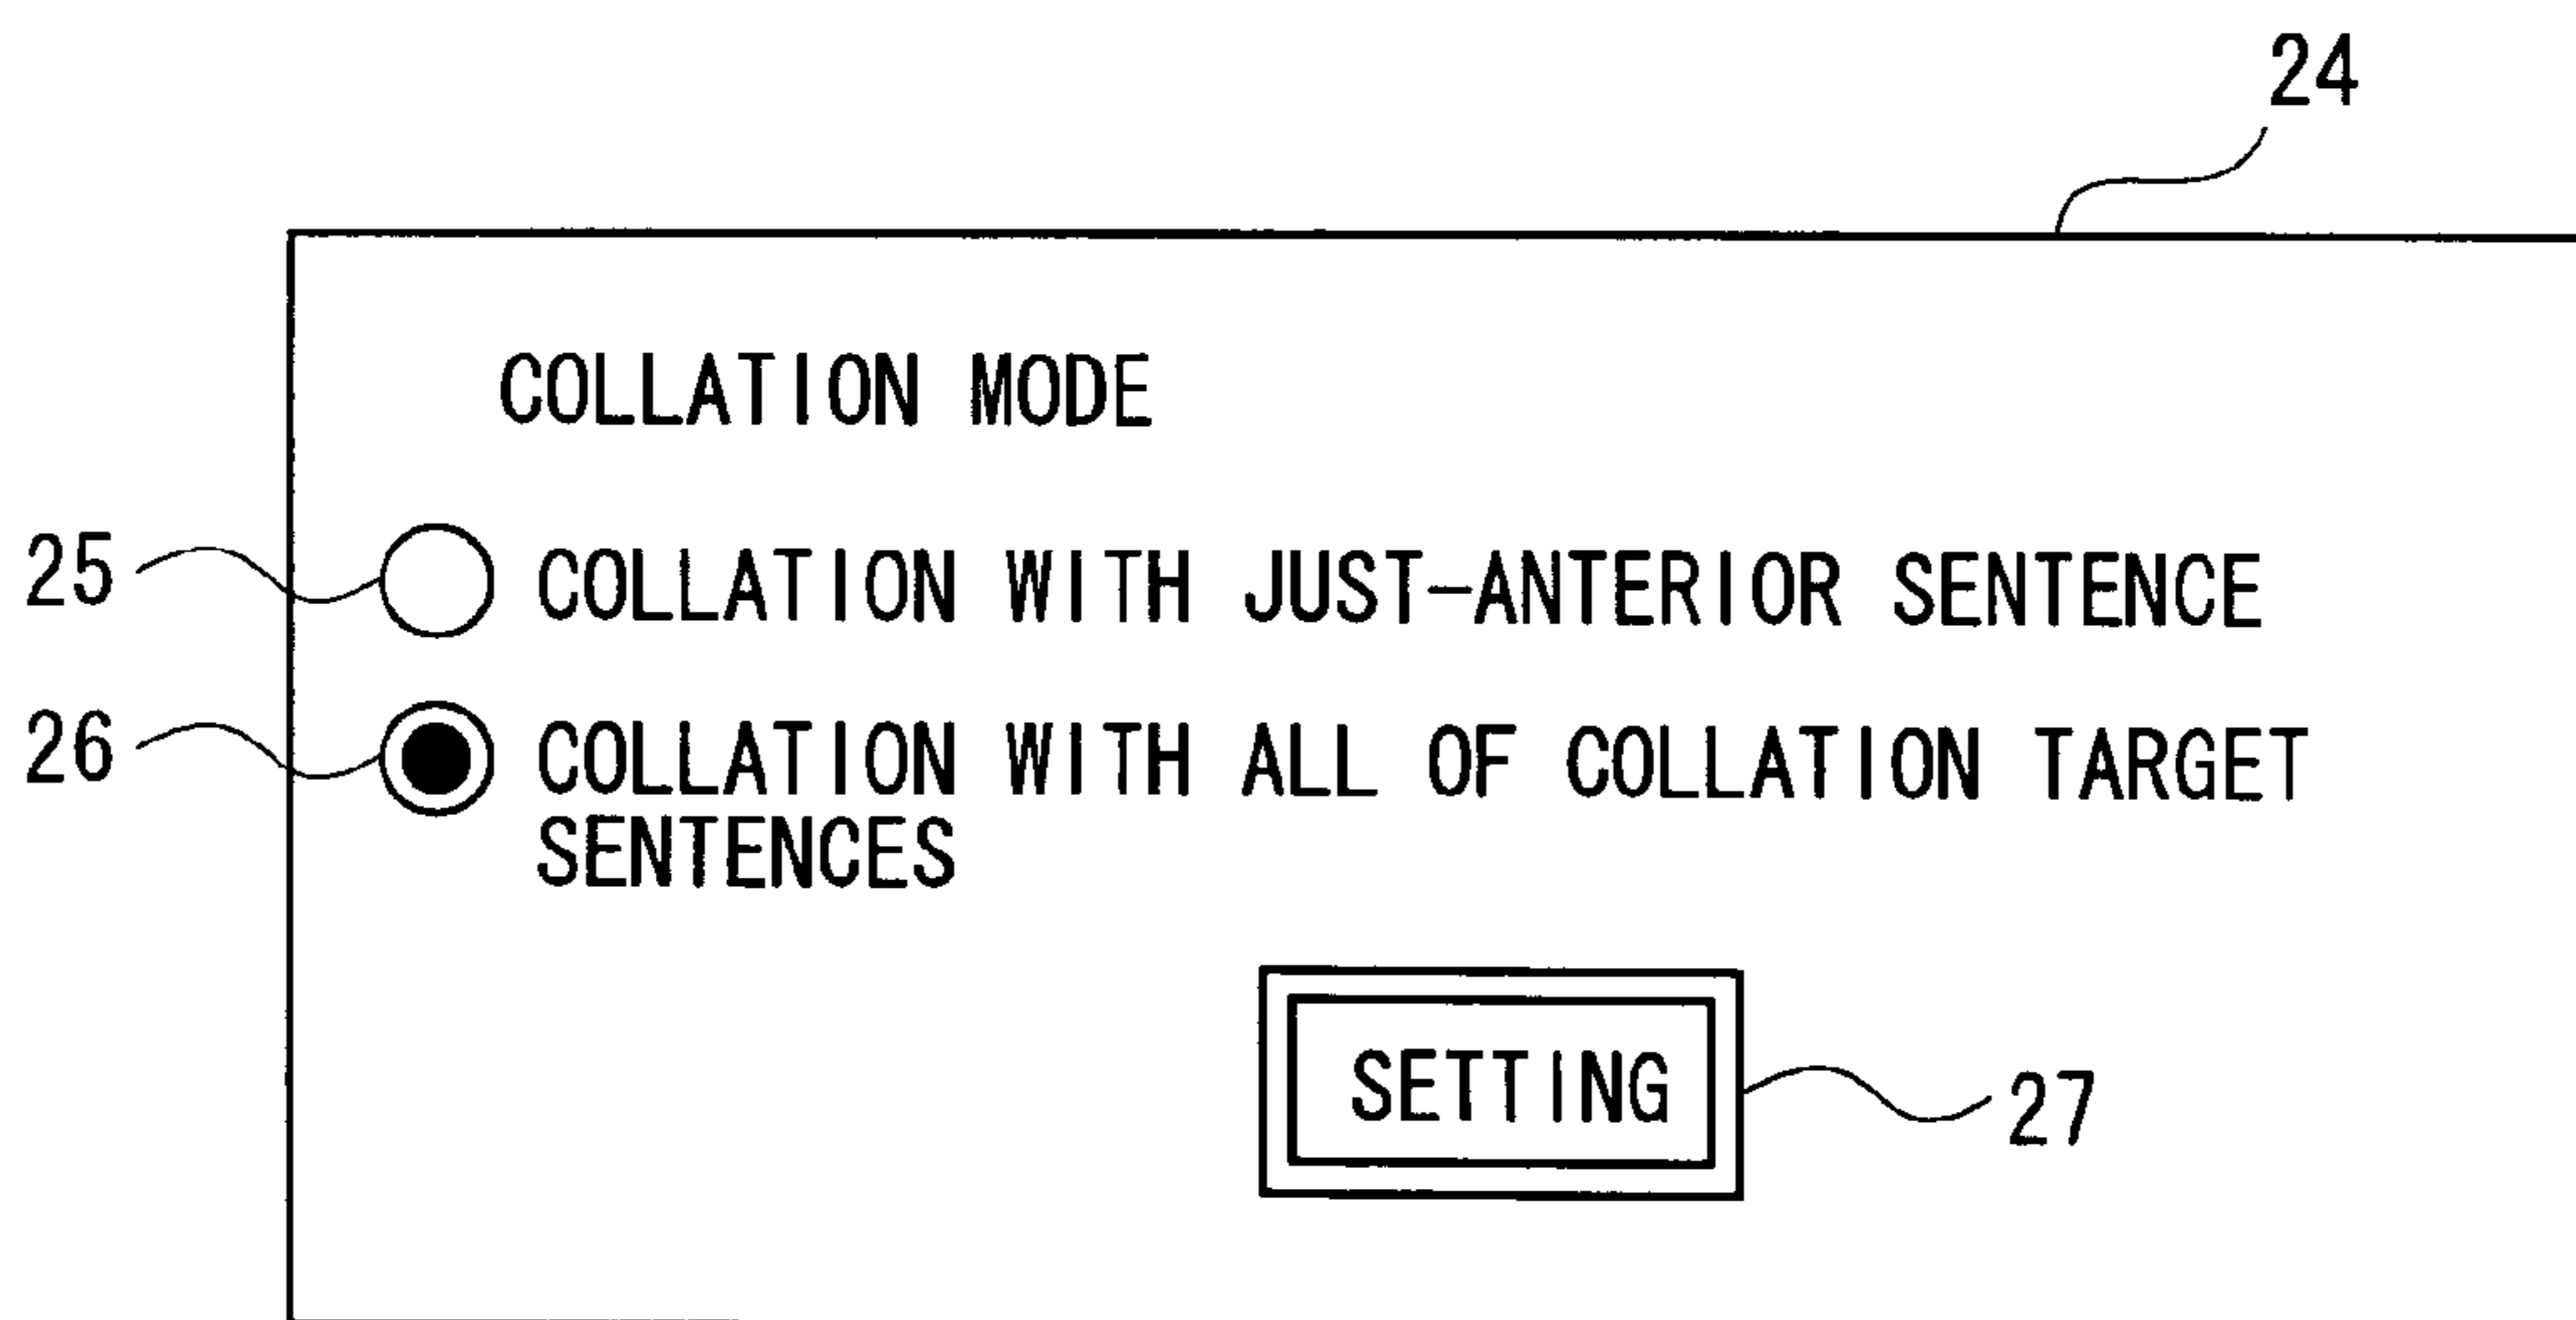 24
COLLATION MODE
25 COLLATION WITH JUST-ANTERIOR SENTENCE
26 COLLATION WITH ALL OF COLLATION TARGET
SENTENCES
SETTING 27